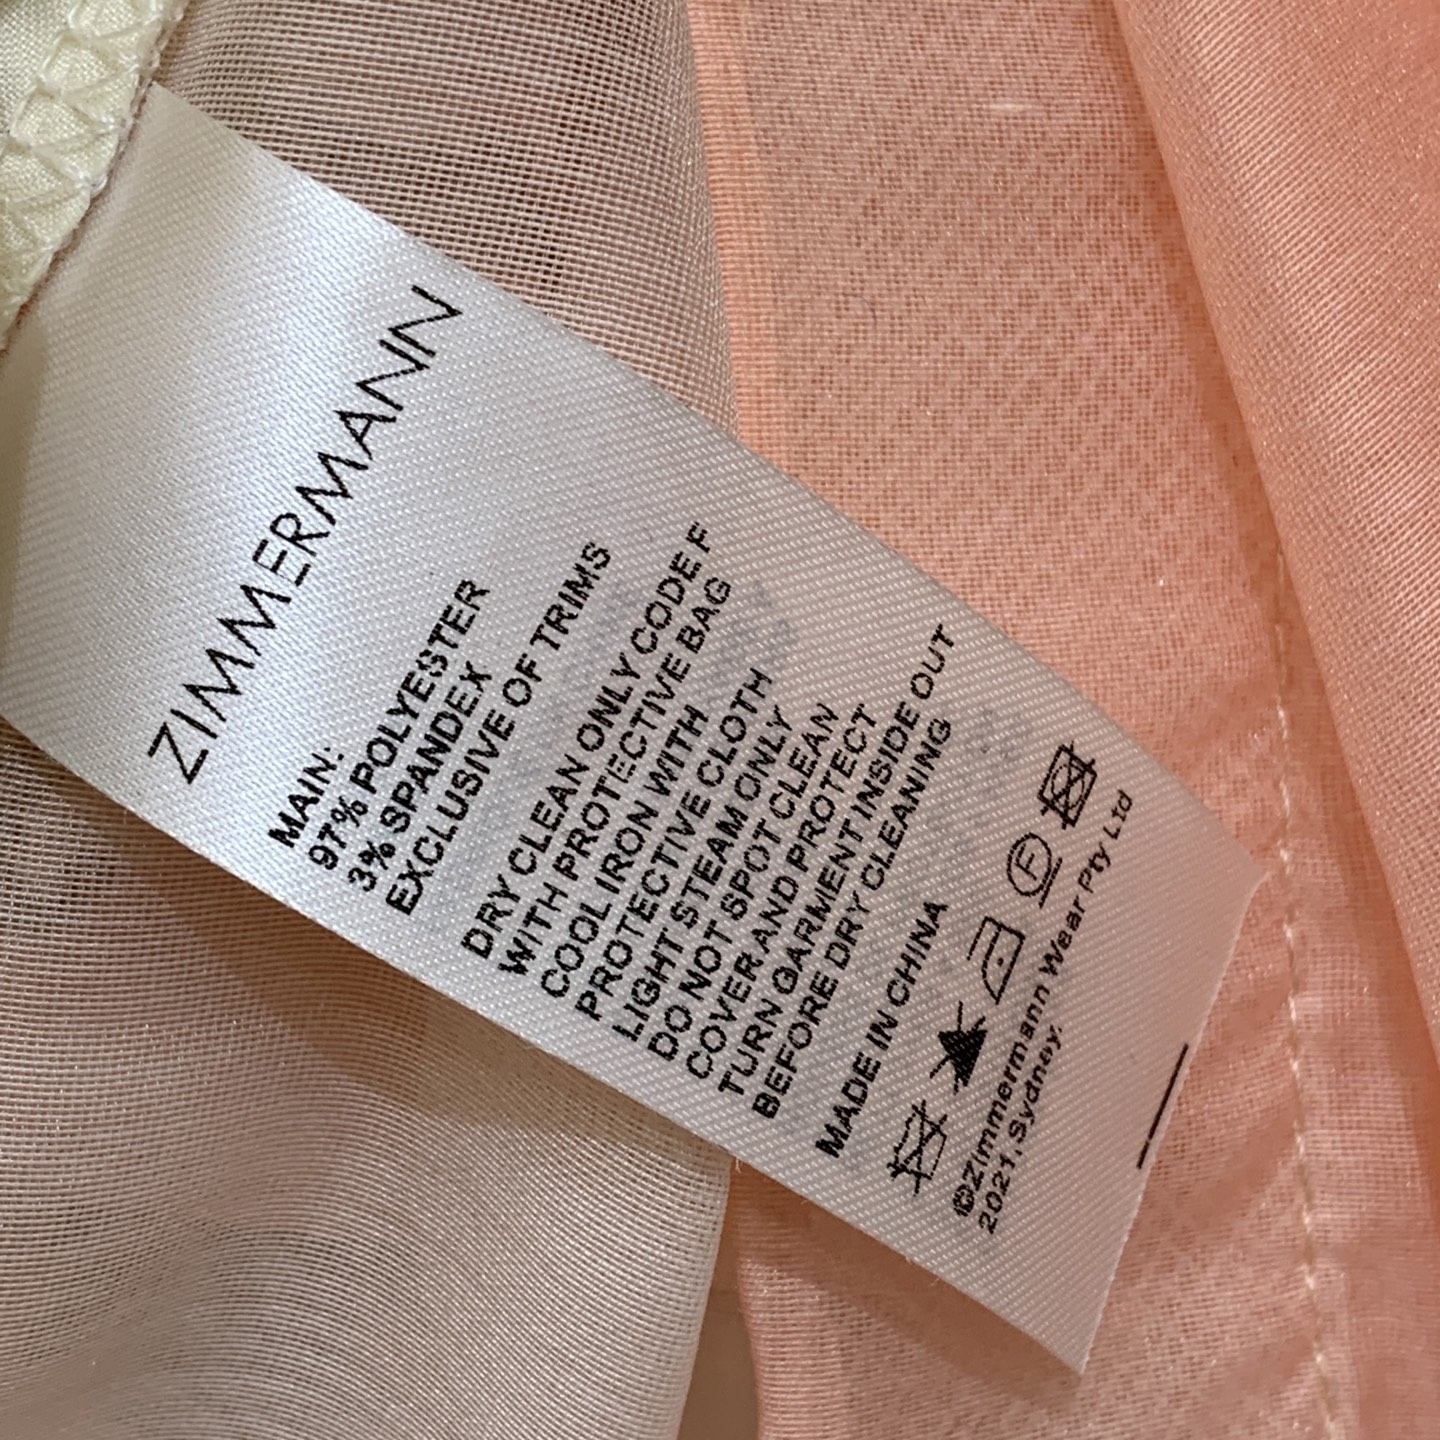 ZIMMERMANN
MAIN:
97% POLYESTER
3% SPANDEX
EXCLUSIVE OF TRIMS
DRY CLEAN ONLY CODE F
WITH PROTECTIVE BAG
COOL IRON WITH
PROTECTIVE CLOTH
LIGHT STEAM ONLY
DO NOT SPOT CLEAN
COVER AND PROTECT
TURN GARMENT INSIDE OUT
BEFORE DRY CLEANING
MADE IN CHINA
F
©Zimmermann Wear Pty Ltd
2021.Sydney.